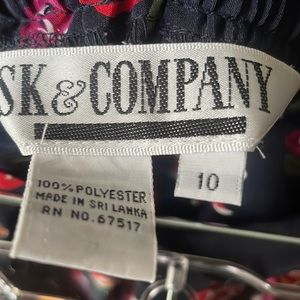 SK & COMPANY
10
100% POLYESTER
MADE IN SRI LANKA
RN NO. 67517